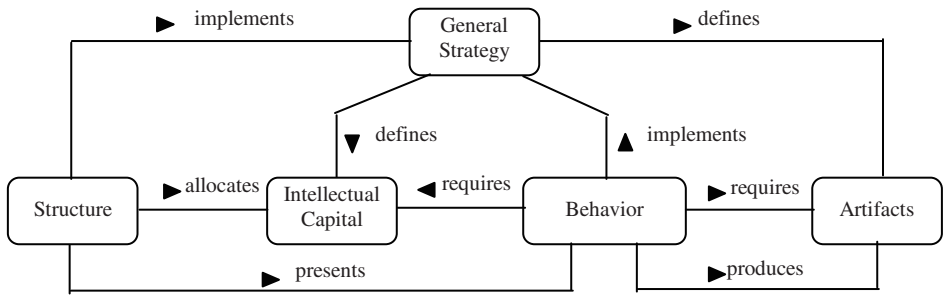 implements
General
Strategy
defines
defines
implements
Structure
allocates
Intellectual
Capital
requires
Behavior
requires
Artifacts
presents
produces